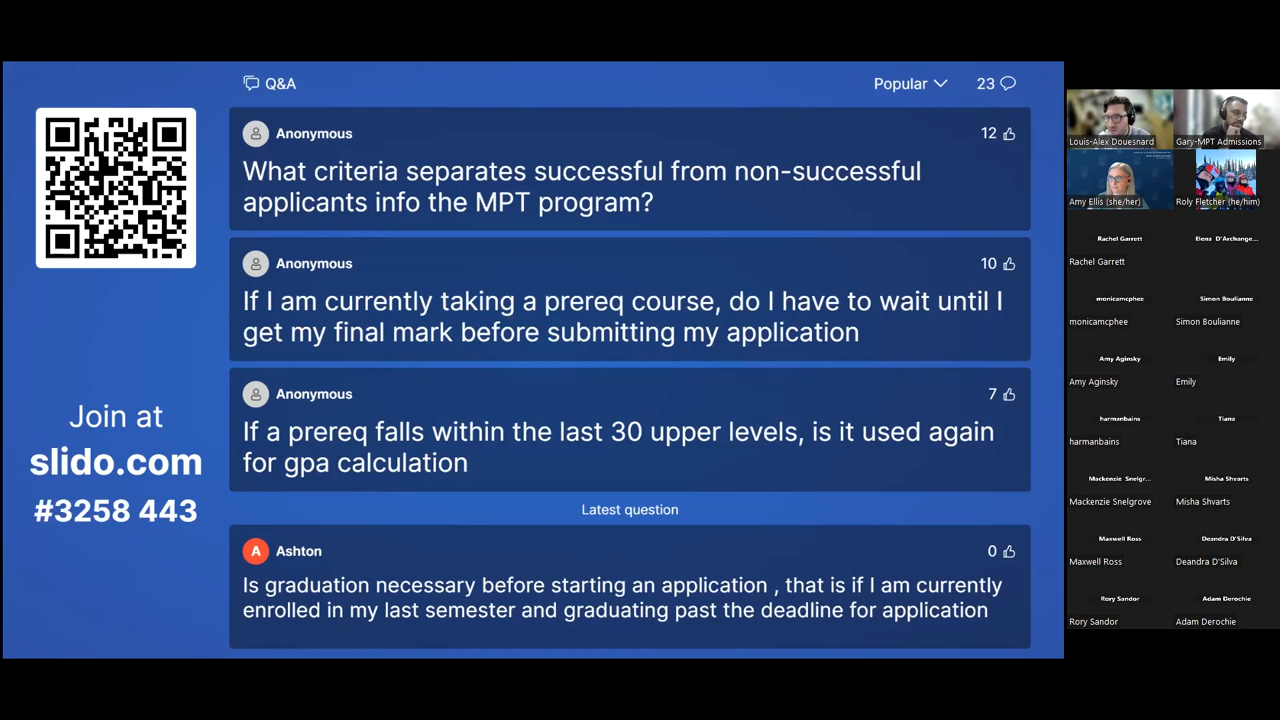 Q&A
Popular
23
Anonymous
12
What criteria separates successful from non-successful
applicants info the MPT program?
Anonymous
10
If I am currently taking a prereq course, do I have to wait until I
get my final mark before submitting my application
Anonymous
7
If a prereq falls within the last 30 upper levels, is it used again
for gpa calculation
Latest question
A
Ashton
0
Is graduation necessary before starting an application , that is if I am currently
enrolled in my last semester and graduating past the deadline for application
Join at
slido.com
#3258 443
Louis-Alex Douesnard
Gary-MPT Admissions
Amy Ellis (she/her)
Roly Fletcher (he/him)
Rachel Garrett
Elena D'Archange...
Rachel Garrett
monicamcphee
Simon Boulianne
monicamcphee
Simon Boulianne
Amy Aginsky
Emily
Amy Aginsky
Emily
harmanbains
Tiana
harmanbains
Tiana
Mackenzie Snelgr...
Misha Shvarts
Mackenzie Snelgrove
Misha Shvarts
Maxwell Ross
Deandra D'Silva
Maxwell Ross
Deandra D'Silva
Rory Sandor
Adam Derochie
Rory Sandor
Adam Derochie